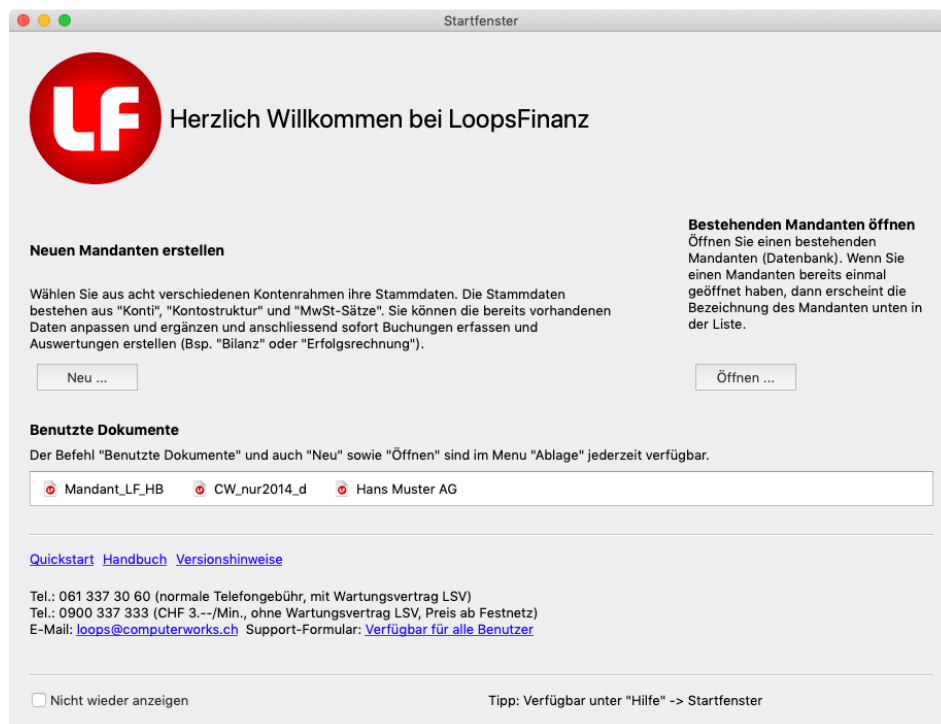 Startfenster
LF
Herzlich Willkommen bei LoopsFinanz
Neuen Mandanten erstellen
Wählen Sie aus acht verschiedenen Kontenrahmen ihre Stammdaten. Die Stammdaten
bestehen aus "Konti", "Kontostruktur" und "MwSt-Sätze". Sie können die bereits vorhandenen
Daten anpassen und ergänzen und anschliessend sofort Buchungen erfassen und
Auswertungen erstellen (Bsp. "Bilanz" oder "Erfolgsrechnung").
Neu ...
Bestehenden Mandanten öffnen
Öffnen Sie einen bestehenden
Mandanten (Datenbank). Wenn Sie
einen Mandanten bereits einmal
geöffnet haben, dann erscheint die
Bezeichnung des Mandanten unten in
der Liste.
Öffnen ...
Benutzte Dokumente
Der Befehl "Benutzte Dokumente" und auch "Neu" sowie "Öffnen" sind im Menu "Ablage" jederzeit verfügbar.
Mandant_LF_HB CW_nur2014_d Hans Muster AG
Quickstart Handbuch Versionshinweise
Tel.: 061 337 30 60 (normale Telefongebühr, mit Wartungsvertrag LSV)
Tel.: 0900 337 333 (CHF 3.--/Min., ohne Wartungsvertrag LSV, Preis ab Festnetz)
E-Mail: loops@computerworks.ch Support-Formular: Verfügbar für alle Benutzer
Nicht wieder anzeigen
Tipp: Verfügbar unter "Hilfe" -> Startfenster